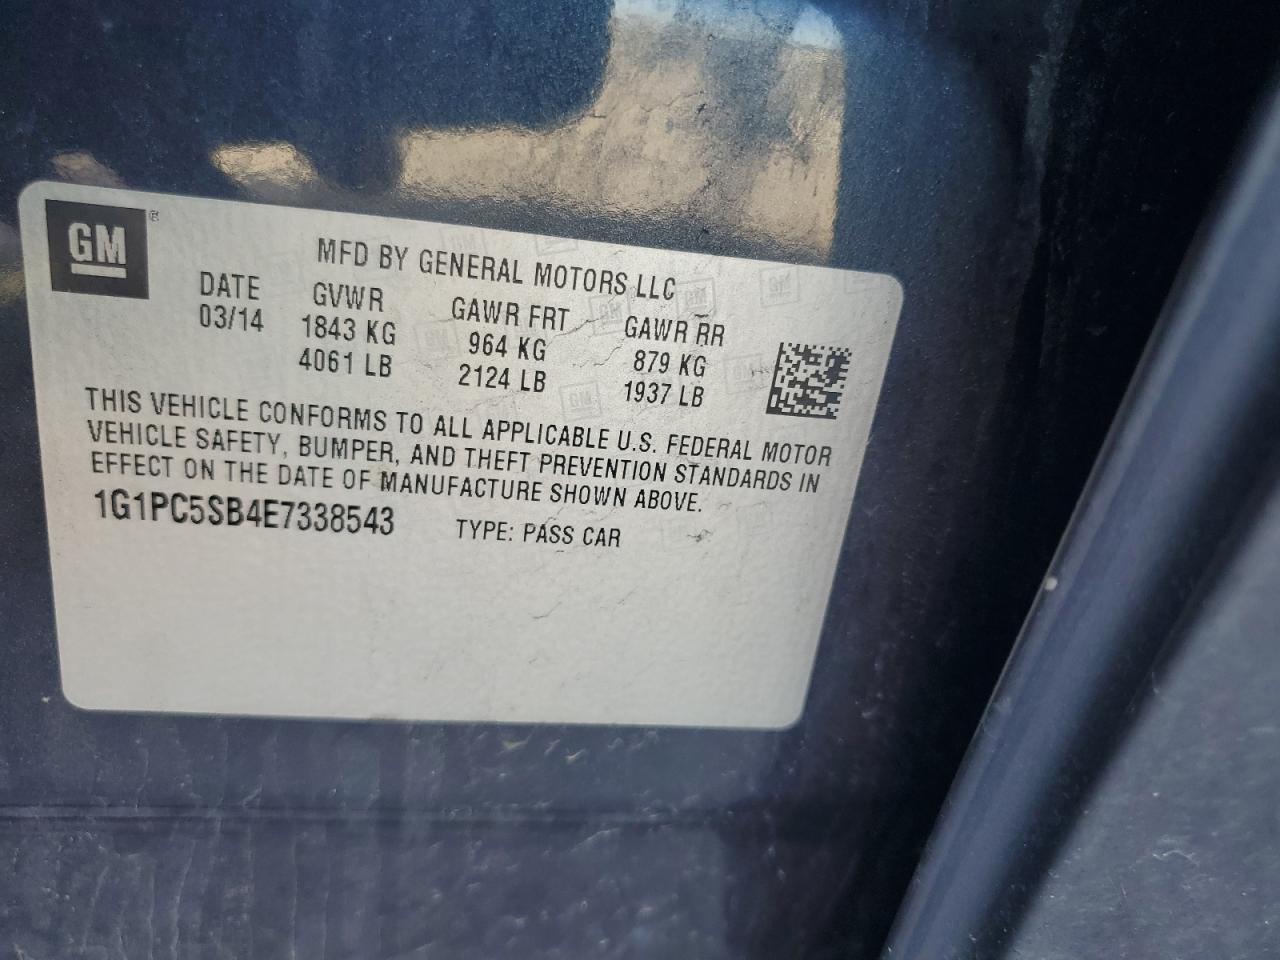 GM®
MFD BY GENERAL MOTORS LLC
DATE GVWR GAWR FRT GAWR RR
03/14 1843 KG 964 KG 879 KG
4061 LB 2124 LB 1937 LB
THIS VEHICLE CONFORMS TO ALL APPLICABLE U.S. FEDERAL MOTOR
VEHICLE SAFETY, BUMPER, AND THEFT PREVENTION STANDARDS IN
EFFECT ON THE DATE OF MANUFACTURE SHOWN ABOVE.
1G1PC5SB4E7338543 TYPE: PASS CAR